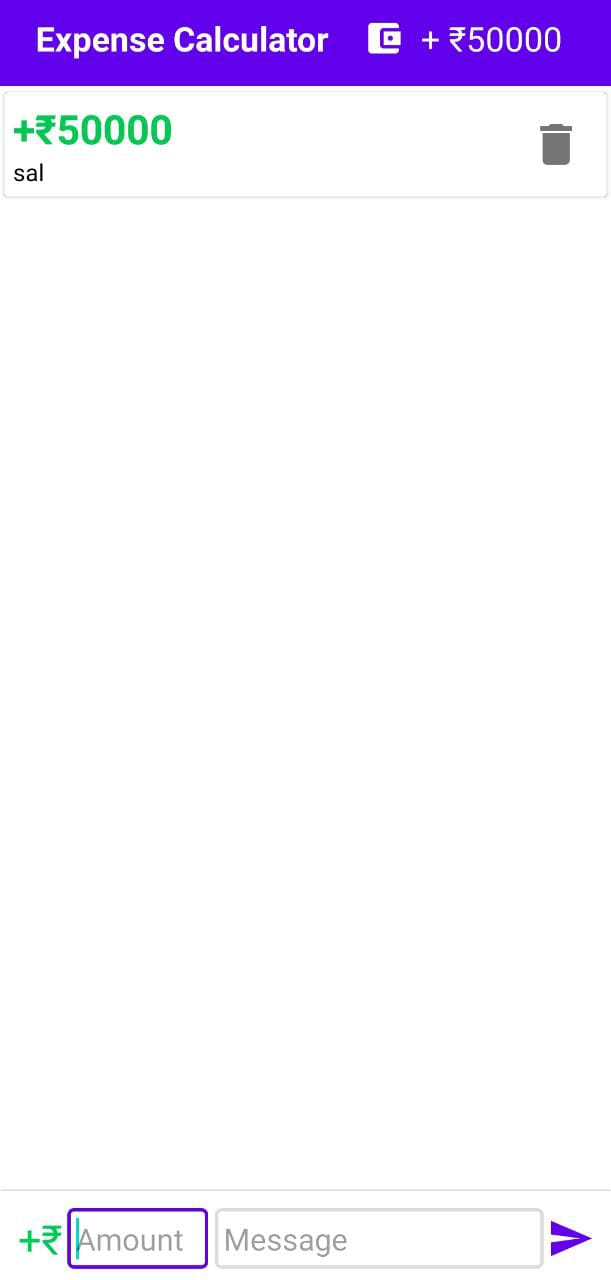 Expense Calculator + ₹50000
+₹50000
sal
+₹ Amount Message